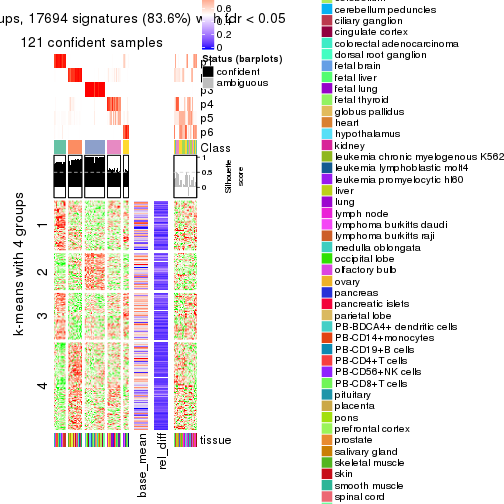 ups, 17694 signatures (83.6%) with fdr < 0.05
121 confident samples
0.6
0.4
0.2
0
Status (barplots)
confident
ambiguous
p4
p5
p6
Class
1
0.5
0
Silhouette
score
k-means with 4 groups
1
2
3
4
base_mean
rel_diff
tissue
cerebellum peduncles
ciliary ganglion
cingulate cortex
colorectal adenocarcinoma
dorsal root ganglion
fetal brain
fetal liver
fetal lung
fetal thyroid
globus pallidus
heart
hypothalamus
kidney
leukemia chronic myelogenous K562
leukemia lymphoblastic molt4
leukemia promyelocytic hl60
liver
lung
lymph node
lymphoma burkitts daudi
lymphoma burkitts raji
medulla oblongata
occipital lobe
olfactory bulb
ovary
pancreas
pancreatic islets
parietal lobe
PB-BDCA4+ dendritic cells
PB-CD14+monocytes
PB-CD19+B cells
PB-CD4+T cells
PB-CD56+NK cells
PB-CD8+T cells
pituitary
placenta
pons
prefrontal cortex
prostate
salivary gland
skeletal muscle
skin
smooth muscle
spinal cord